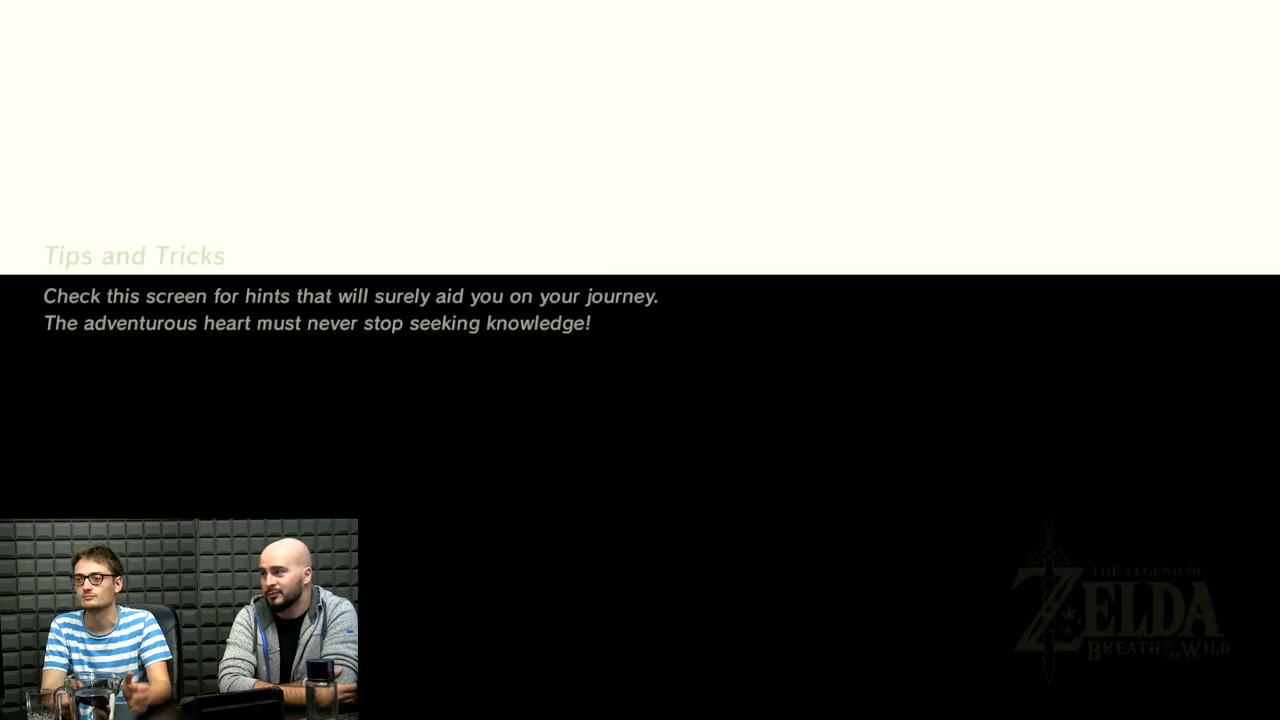 Tips and Tricks
Check this screen for hints that will surely aid you on your journey.
The adventurous heart must never stop seeking knowledge!
THE LEGEND OF
ZELDA
BREATH OF THE WILD